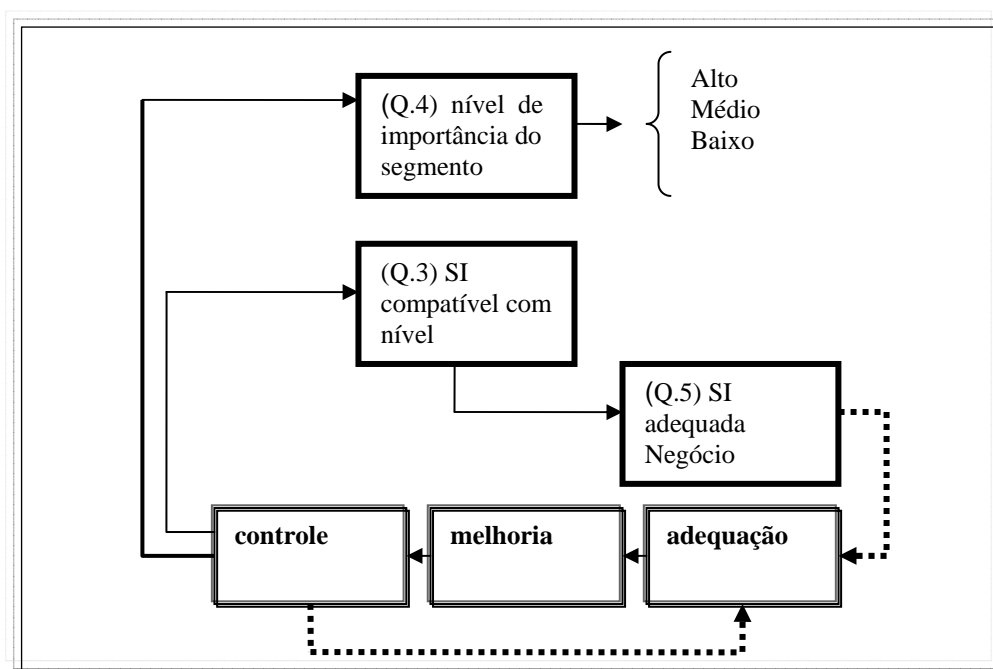 (Q.4) nível de
importância do
segmento
Alto
Médio
Baixo
(Q.3) SI
compatível com
nível
(Q.5) SI
adequada
Negócio
controle
melhoria
adequação